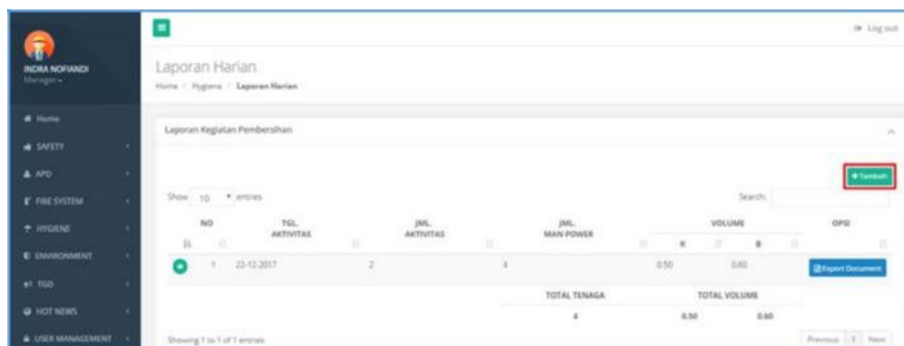 Log out
INDRA NOFIANDI
Manager
Laporan Harian
Home / Hygiene / Laporan Harian
Home
SAFETY
APD
FIRE SYSTEM
HYGIENE
ENVIRONMENT
TGD
HOT NEWS
USER MANAGEMENT
Laporan Kegiatan Pembersihan
+Tambah
Show 10 entries
Search:
NO TGL. AKTIVITAS JML. AKTIVITAS JML. MAN POWER VOLUME OPSI
K B
1 22-12-2017 2 4 0.50 0.60 Export Document
TOTAL TENAGA TOTAL VOLUME
4 0.50 0.60
Showing 1 to 1 of 1 entries
Previous 1 Next